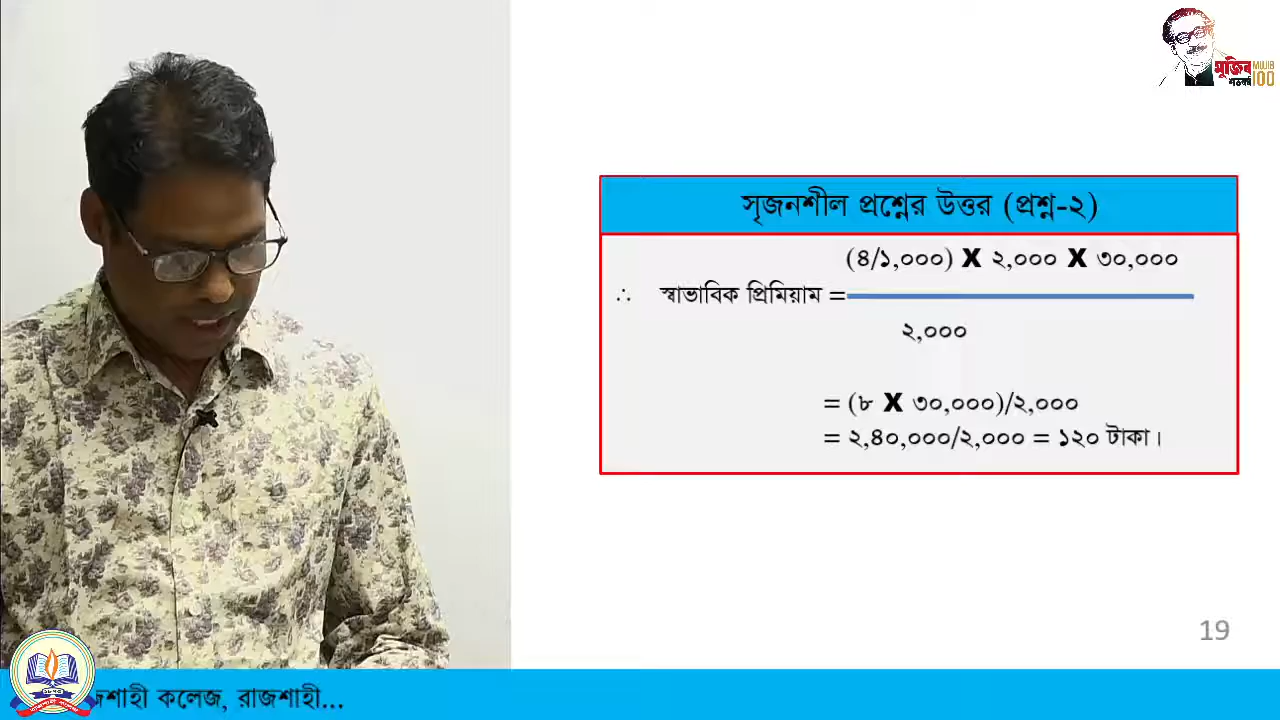 মুজিব MUJIB
শতবর্ষ 100
সৃজনশীল প্রশ্নের উত্তর (প্রশ্ন-২)
(৪/১,০০০) X ২,০০০ X ৩০,০০০
∴ স্বাভাবিক প্রিমিয়াম =
২,০০০
= (৮ X ৩০,০০০)/২,০০০
= ২,৪০,০০০/২,০০০ = ১২০ টাকা।
19
জশাহী কলেজ, রাজশাহী...